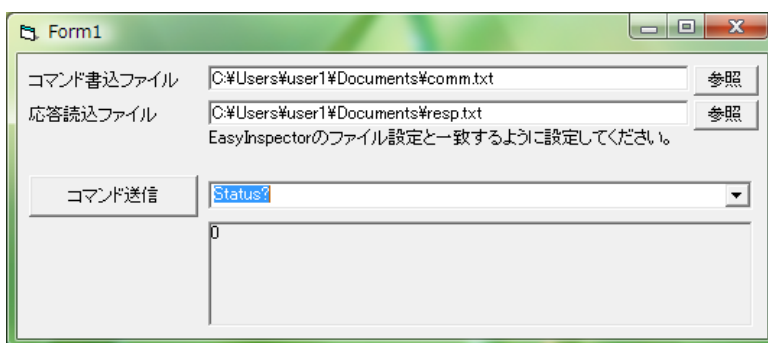 Form1
コマンド書込ファイル C:¥Users¥user1¥Documents¥comm.txt 参照
応答読込ファイル C:¥Users¥user1¥Documents¥resp.txt 参照
EasyInspectorのファイル設定と一致するように設定してください。
コマンド送信 Status?
0